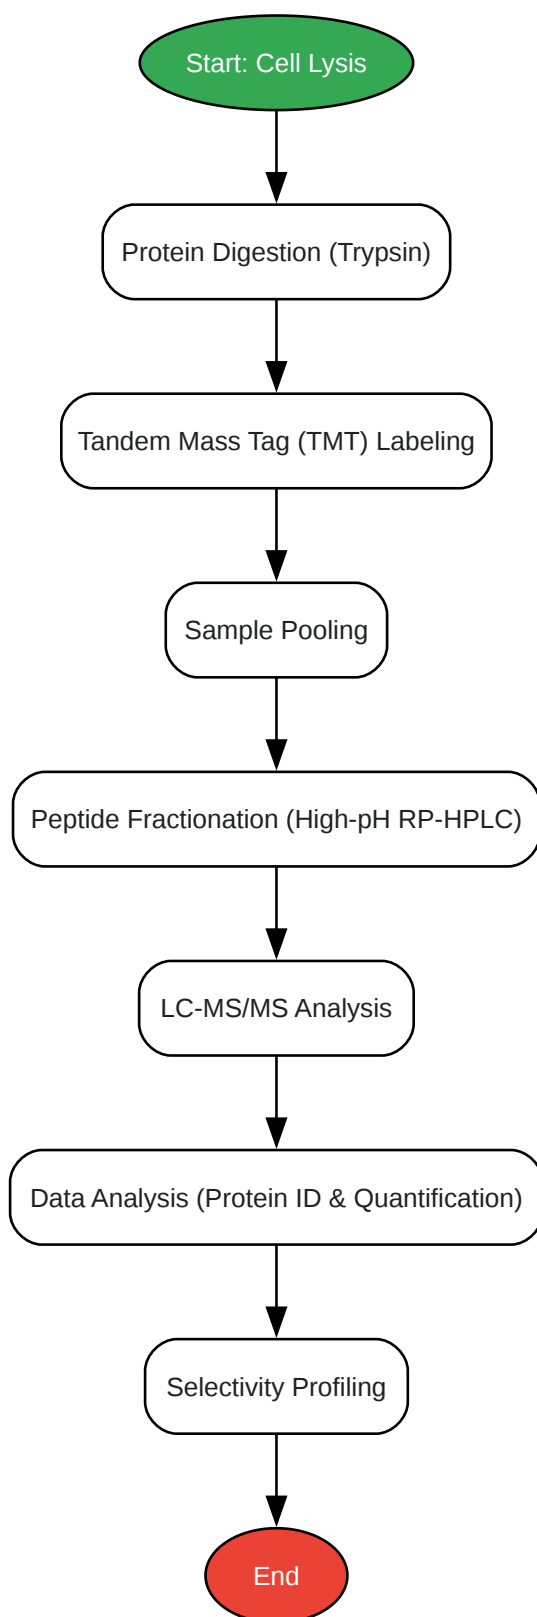 Start: Cell Lysis
Protein Digestion (Trypsin)
Tandem Mass Tag (TMT) Labeling
Sample Pooling
Peptide Fractionation (High-pH RP-HPLC)
LC-MS/MS Analysis
Data Analysis (Protein ID & Quantification)
Selectivity Profiling
End